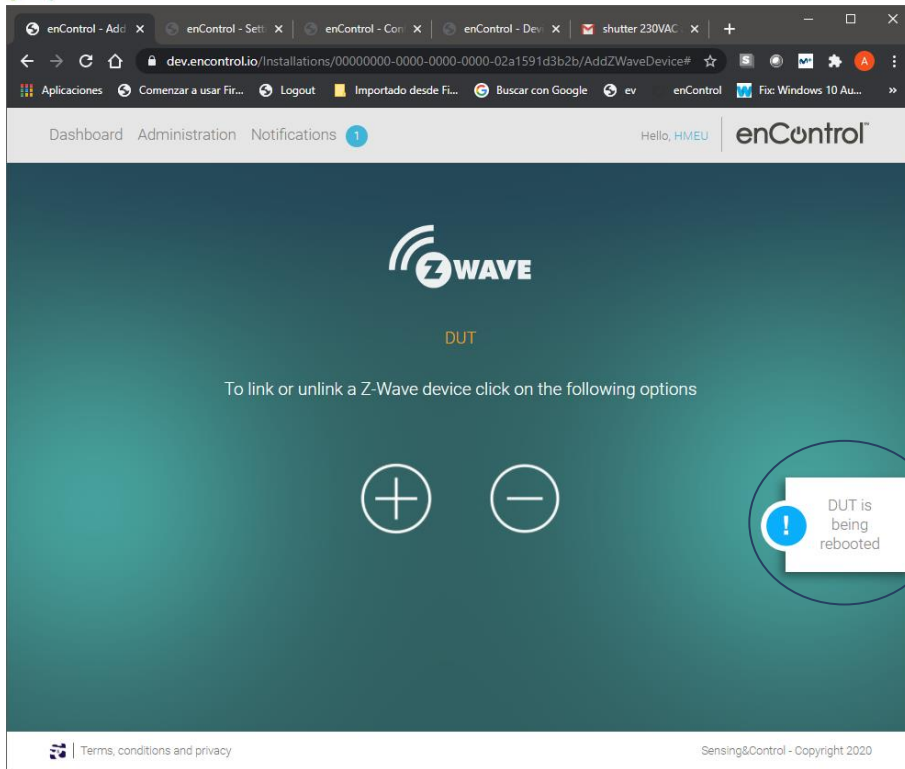 enControl - Add
enControl - Sett
enControl - Con
enControl - Dev
shutter 230VAC
dev.encontrol.io/Installations/00000000-0000-0000-0000-02a1591d3b2b/AddZWaveDevice#
A
Aplicaciones
Comenzar a usar Fir...
Logout
Importado desde Fi...
Buscar con Google
ev
enControl
Fix: Windows 10 Au...
»
Dashboard
Administration
Notifications
1
Hello, HMEU
enControl™
Z WAVE
DUT
To link or unlink a Z-Wave device click on the following options
!
DUT is
being
rebooted
Terms, conditions and privacy
Sensing&Control - Copyright 2020